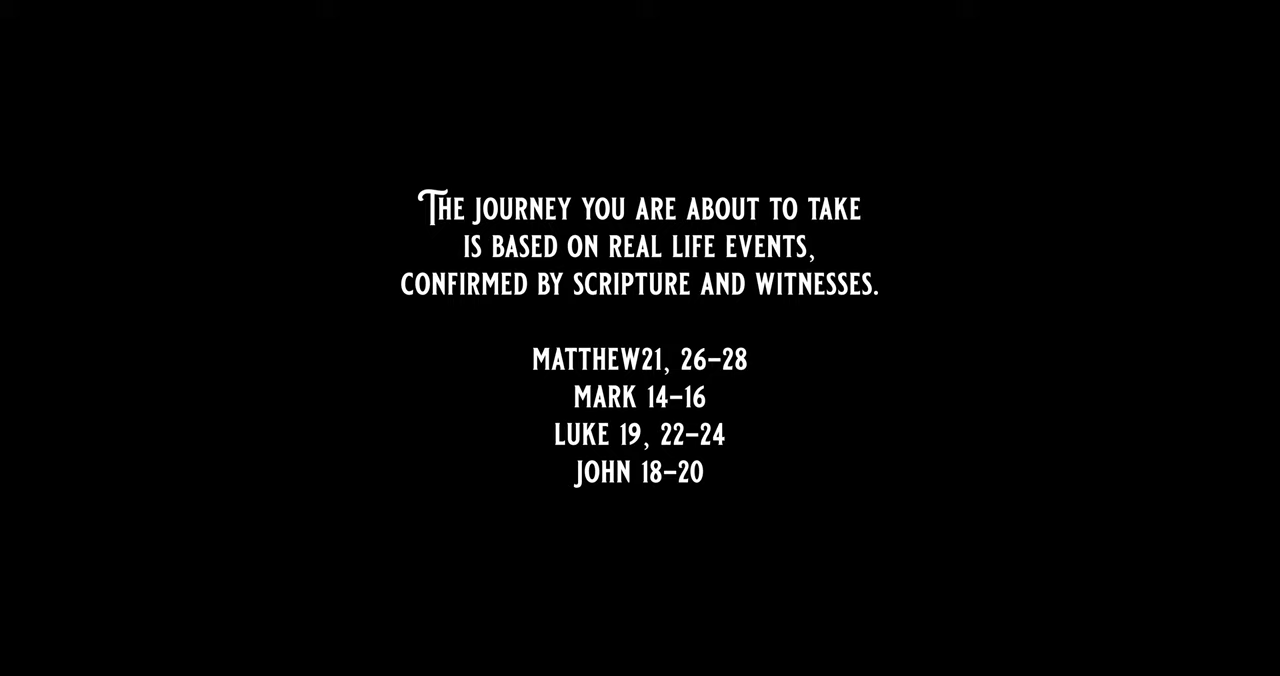 The journey you are about to take
is based on real life events,
confirmed by scripture and witnesses.
Matthew21, 26–28
Mark 14–16
Luke 19, 22–24
John 18–20